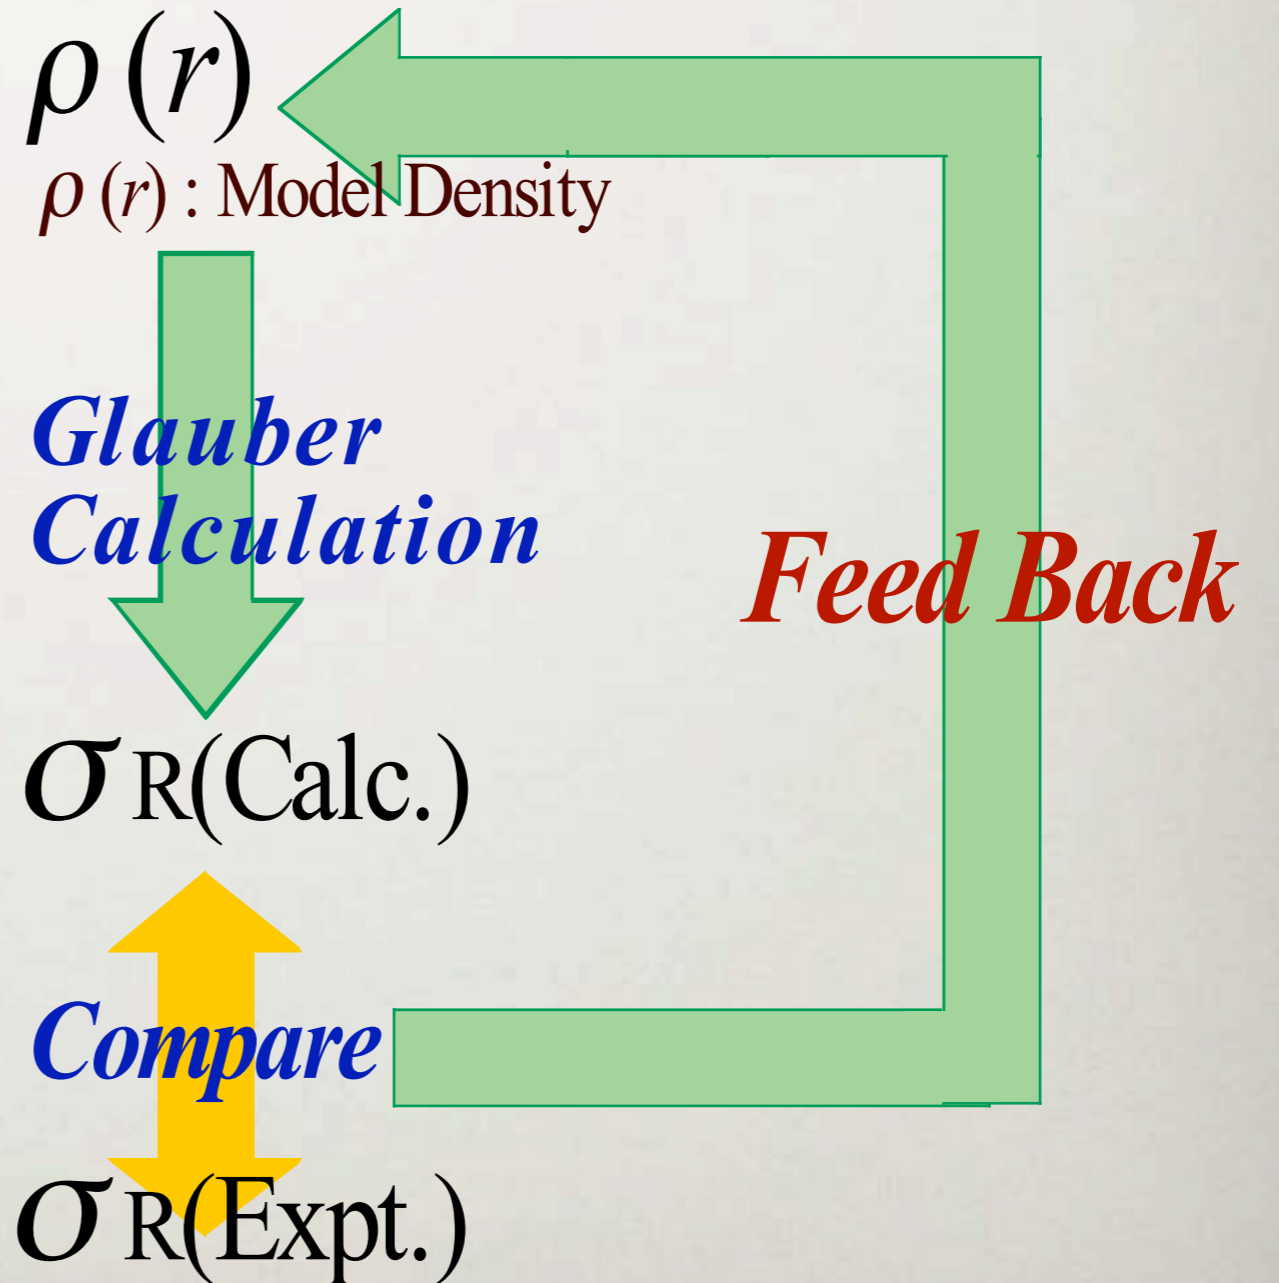 ρ (r)
ρ (r) : Model Density
Glauber
Calculation
Feed Back
σ R(Calc.)
Compare
σ R(Expt.)